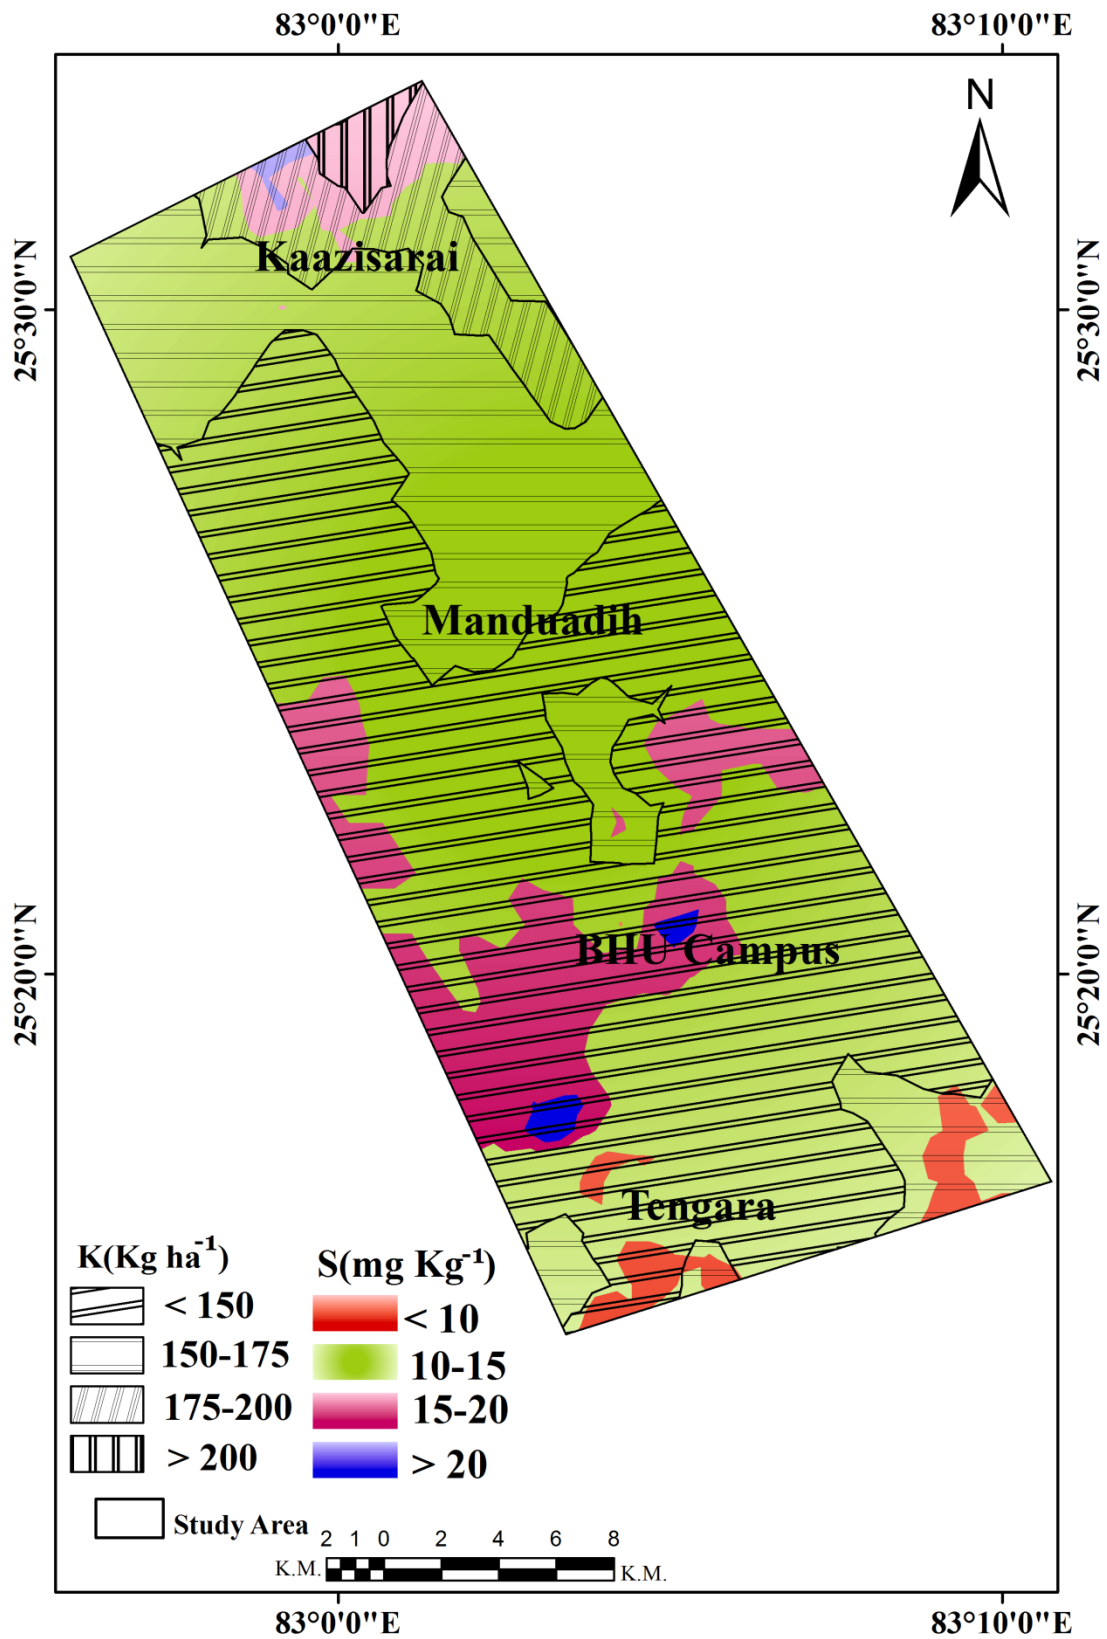 83°0'0"E 83°10'0"E
N
Kaazisarai
25°30'0"N 25°30'0"N
Manduadih
BHU Campus
25°20'0"N 25°20'0"N
Tengara
K(Kg ha⁻¹) S(mg Kg⁻¹)
< 150 < 10
150-175 10-15
175-200 15-20
> 200 > 20
Study Area
2 1 0 2 4 6 8
K.M. K.M.
83°0'0"E 83°10'0"E